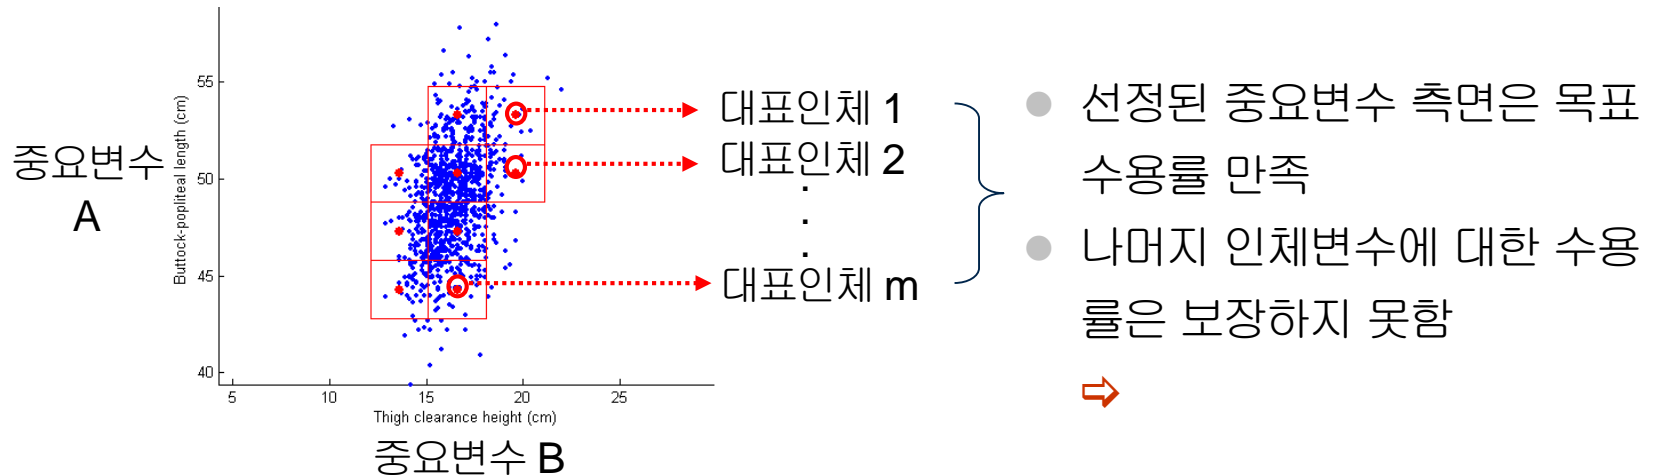 중요변수
A
Buttock-popliteal length (cm)
55
50
45
40
5
10
15
20
25
Thigh clearance height (cm)
중요변수 B
대표인체 1
대표인체 2
.
.
.
대표인체 m
● 선정된 중요변수 측면은 목표
수용률 만족
● 나머지 인체변수에 대한 수용
률은 보장하지 못함
⇨